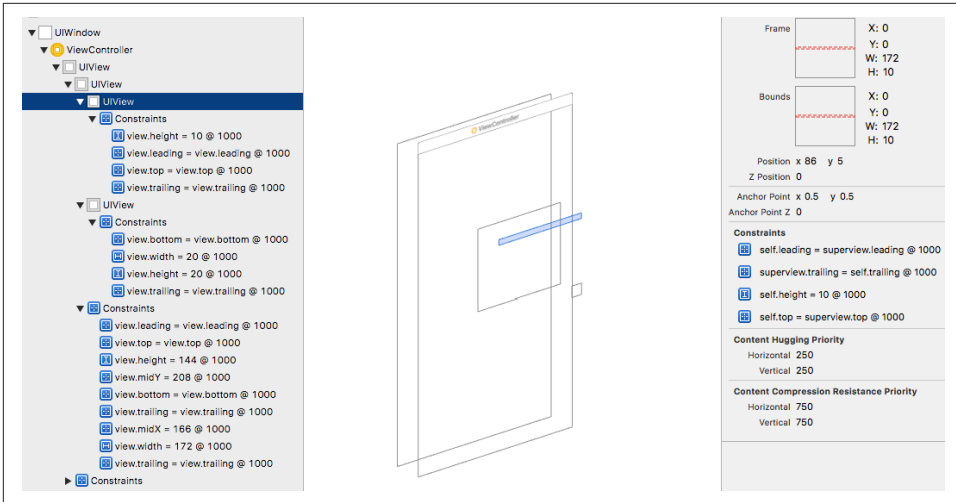 UIWindow
ViewController
UIView
UIView
UIView
Constraints
view.height = 10 @ 1000
view.leading = view.leading @ 1000
view.top = view.top @ 1000
view.trailing = view.trailing @ 1000
UIView
Constraints
view.bottom = view.bottom @ 1000
view.width = 20 @ 1000
view.height = 20 @ 1000
view.trailing = view.trailing @ 1000
Constraints
view.leading = view.leading @ 1000
view.top = view.top @ 1000
view.height = 144 @ 1000
view.midY = 208 @ 1000
view.bottom = view.bottom @ 1000
view.trailing = view.trailing @ 1000
view.midX = 166 @ 1000
view.width = 172 @ 1000
view.trailing = view.trailing @ 1000
Constraints
ViewController
Frame
X: 0
Y: 0
W: 172
H: 10
Bounds
X: 0
Y: 0
W: 172
H: 10
Position x 86 y 5
Z Position 0
Anchor Point x 0.5 y 0.5
Anchor Point Z 0
Constraints
self.leading = superview.leading @ 1000
superview.trailing = self.trailing @ 1000
self.height = 10 @ 1000
self.top = superview.top @ 1000
Content Hugging Priority
Horizontal 250
Vertical 250
Content Compression Resistance Priority
Horizontal 750
Vertical 750